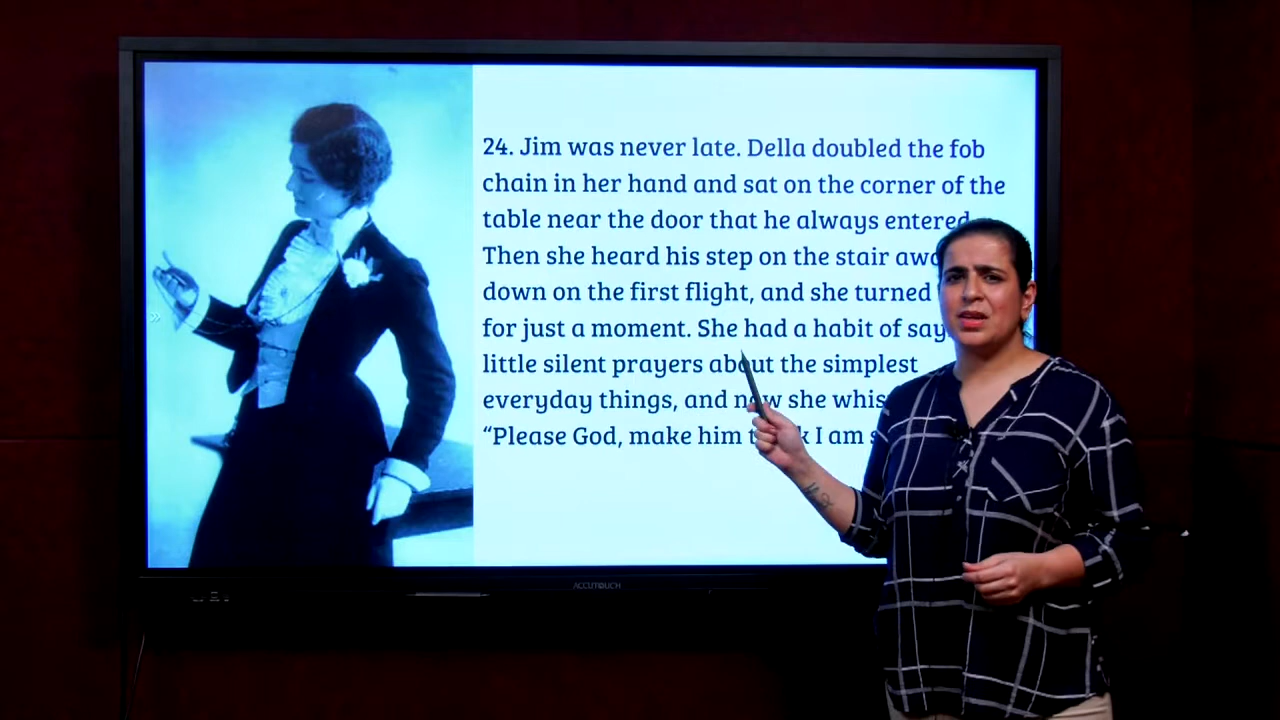 24. Jim was never late. Della doubled the fob
chain in her hand and sat on the corner of the
table near the door that he always entered
Then she heard his step on the stair
down on the first flight, and she turned
for just a moment. She had a habit of
little silent prayers about the simplest
everyday things, and now she
“Please God, make him I am
ACCUTOUCH